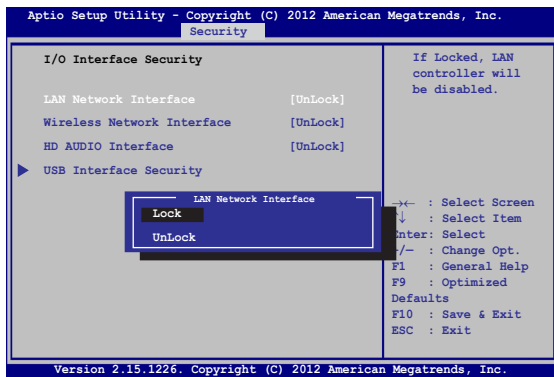 Aptio Setup Utility - Copyright (C) 2012 American Megatrends, Inc.
Security
I/O Interface Security
LAN Network Interface [UnLock]
Wireless Network Interface [UnLock]
HD AUDIO Interface [UnLock]
USB Interface Security
LAN Network Interface
Lock
UnLock
If Locked, LAN
controller will
be disabled.
→← : Select Screen
↑↓ : Select Item
Enter: Select
+/— : Change Opt.
F1 : General Help
F9 : Optimized
Defaults
F10 : Save & Exit
ESC : Exit
Version 2.15.1226. Copyright (C) 2012 American Megatrends, Inc.